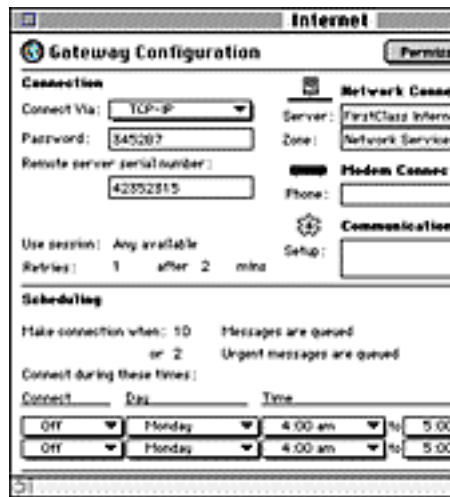 Internet
Gateway Configuration
Permiss
Connection
Connect Via: TCP-IP
Password: 345287
Remote server serial number:
42352315
Use session: Any available
Retries: 1 after 2 mins
Network Conne
Server: FirstClass Intern
Zone: Network Service
Modem Connec
Phone:
Communication
Setup:
Scheduling
Make connection when: 10 Messages are queued
or 2 Urgent messages are queued
Connect during these times:
Connect Day Time
Off Monday 4:00 am to 5:00
Off Monday 4:00 am to 5:00